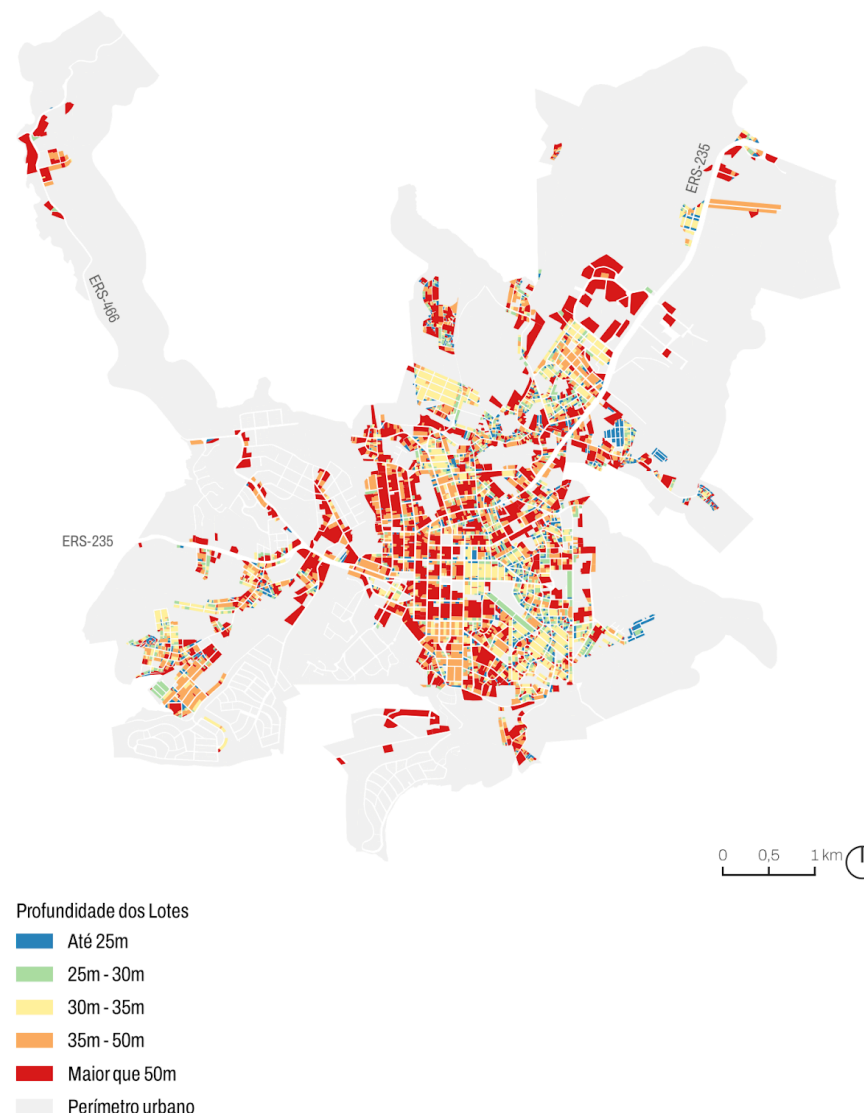 ERS-235
ERS-466
ERS-235
0 0,5 1 km
Profundidade dos Lotes
Até 25m
25m - 30m
30m - 35m
35m - 50m
Maior que 50m
Perímetro urbano